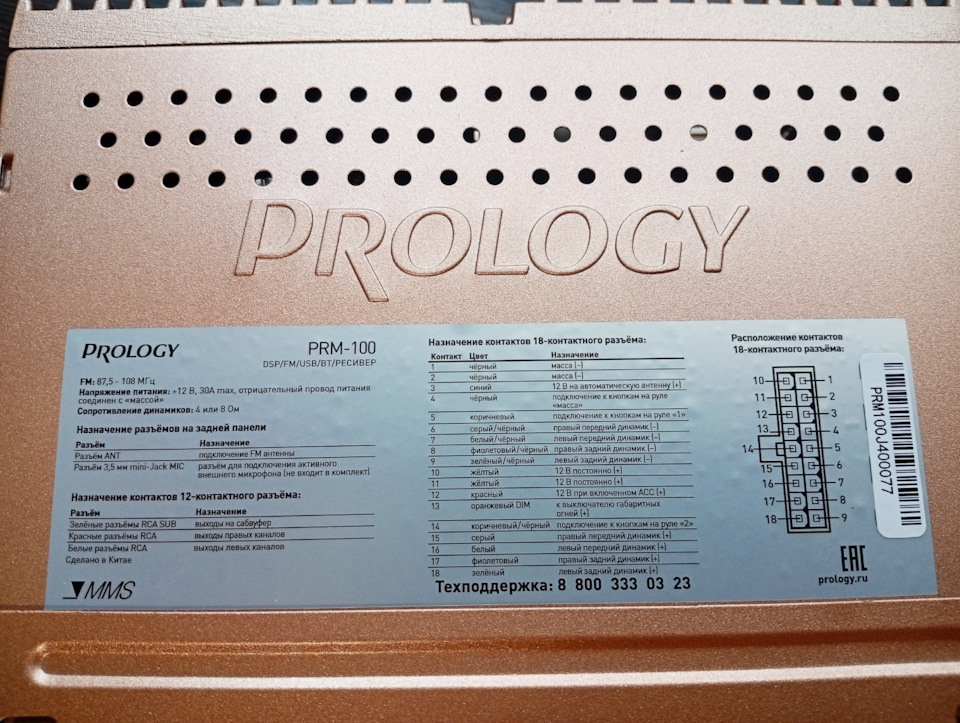 PROLOGY
PROLOGY
PRM-100
DSP/FM/USB/BT/РЕСИВЕР
FM: 87,5 - 108 МГц
Напряжение питания: +12 В, 30А max, отрицательный провод питания
соединен с «массой»
Сопротивление динамиков: 4 или 8 Ом
Назначение разъёмов на задней панели
Разъём Назначение
Разъём ANT подключение FM антенны
Разъём 3,5 мм mini-Jack MIC разъём для подключения активного
внешнего микрофона (не входит в комплект)
Назначение контактов 12-контактного разъёма:
Разъём Назначение
Зелёные разъёмы RCA SUB выходы на сабвуфер
Красные разъёмы RCA выходы правых каналов
Белые разъёмы RCA выходы левых каналов
Сделано в Китае
MMS
Назначение контактов 18-контактного разъёма:
Контакт Цвет Назначение
1 чёрный масса (–)
2 чёрный масса (–)
3 синий 12 В на автоматическую антенну (+)
4 чёрный подключение к кнопкам на руле
«масса»
5 коричневый подключение к кнопкам на руле «1»
6 серый/чёрный правый передний динамик (–)
7 белый/чёрный левый передний динамик (–)
8 фиолетовый/чёрный правый задний динамик (–)
9 зелёный/чёрный левый задний динамик (–)
10 жёлтый 12 В постоянно (+)
11 жёлтый 12 В постоянно (+)
12 красный 12 В при включенном ACC (+)
13 оранжевый DIM к выключателю габаритных
огней (+)
14 коричневый/чёрный подключение к кнопкам на руле «2»
15 серый правый передний динамик (+)
16 белый левый передний динамик (+)
17 фиолетовый правый задний динамик (+)
18 зелёный левый задний динамик (+)
Техподдержка: 8 800 333 03 23
Расположение контактов
18-контактного разъёма:
10 1
11 2
12 3
13 4
14 5
15 6
16 7
17 8
18 9
PRM100J400077
EAC
prology.ru